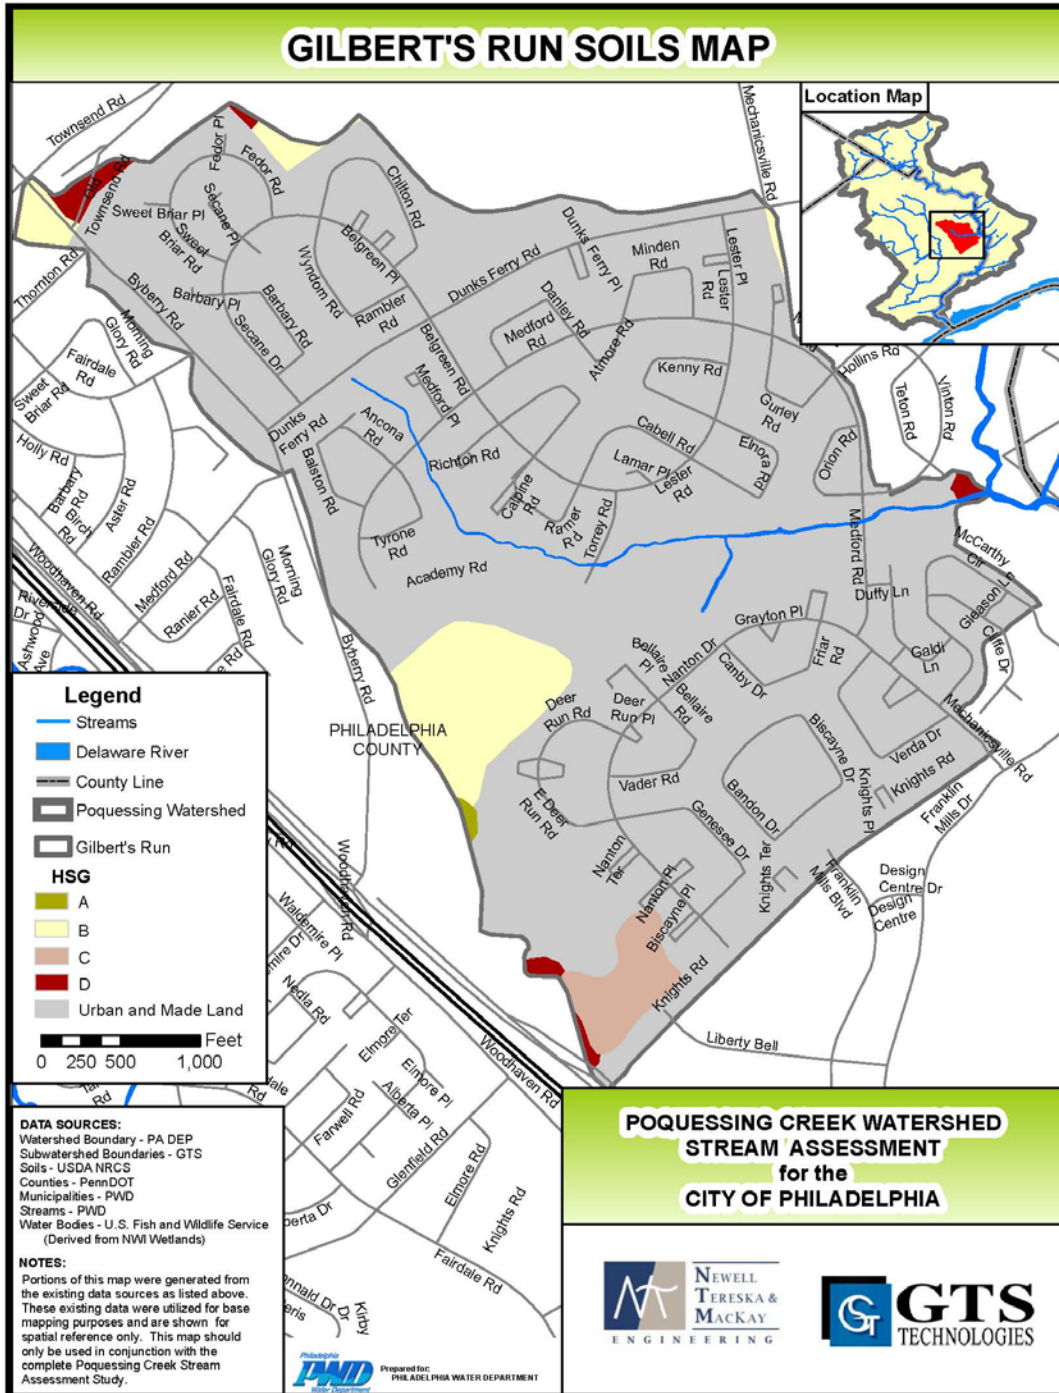 GILBERT'S RUN SOILS MAP
Location Map
Townsend Rd
Mechanicsville Rd
Fedor Pl
Fedor Rd
Old Townsend Rd
Secane Pl
Sweet Briar Pl
Sweet Briar Rd
Chilton Rd
Belgreen Pl
Wyndom Rd
Dunks Ferry Rd
Dunks Ferry Pl
Minden Rd
Lester Pl
Lester Rd
Thornton Rd
Byberry Rd
Barbary Pl
Barbary Rd
Secane Dr
Rambler Rd
Danley Rd
Medford Rd
Atmore Rd
Belgreen Rd
Morning Glory Rd
Fairdale Rd
Sweet Briar Rd
Kenny Rd
Hollins Rd
Teton Rd
Vinton Rd
Medford Pl
Gurley Rd
Dunks Ferry Rd
Ancona Rd
Cabell Rd
Elnora Rd
Orion Rd
Holly Rd
Balston Rd
Richton Rd
Lamar Pl
Lester Rd
Barbary Rd
Birch Rd
Aster Rd
Calpine Rd
Ramer Rd
Torrey Rd
Tyrone Rd
Medford Rd
McCarthy Cir
Rambler Rd
Woodhaven Rd
Medford Rd
Morning Glory Rd
Academy Rd
Duffy Ln
Gleason Ln
Ranier Rd
Fairdale Rd
Riverside Dr
Ashwood Ave
Grayton Pl
Friar Rd
Galdi Ln
Cliffe Dr
Byberry Rd
Bellaire Pl
Nanton Dr
Canby Dr
Bellaire Rd
Deer Run Rd
Deer Run Pl
Mechanicsville Rd
PHILADELPHIA
COUNTY
Biscayne Dr
Verda Dr
Knights Rd
Knights Pl
Vader Rd
Bandon Dr
Franklin Mills Dr
E Deer Run Rd
Genesee Dr
Nanton Ter
Knights Ter
Franklin Mills Blvd
Design Centre Dr
Design Centre
Nanton Pl
Biscayne Pl
Woodhaven Rd
Waldemire Pl
Knights Rd
Nedla Rd
Elmore Ter
Liberty Bell
Woodhaven Rd
Elmore Pl
Alberta Pl
Farwell Rd
Glenfield Rd
Elmore Rd
Knights Rd
Fairdale Rd
Kirby
Legend
Streams
Delaware River
County Line
Poquessing Watershed
Gilbert's Run
HSG
A
B
C
D
Urban and Made Land
Feet
0 250 500 1,000
DATA SOURCES:
Watershed Boundary - PA DEP
Subwatershed Boundaries - GTS
Soils - USDA NRCS
Counties - PennDOT
Municipalities - PWD
Streams - PWD
Water Bodies - U.S. Fish and Wildlife Service
(Derived from NWI Wetlands)
NOTES:
Portions of this map were generated from
the existing data sources as listed above.
These existing data were utilized for base
mapping purposes and are shown for
spatial reference only. This map should
only be used in conjunction with the
complete Poquessing Creek Stream
Assessment Study.
Philadelphia
PWD
Water Department
Prepared for:
PHILADELPHIA WATER DEPARTMENT
POQUESSING CREEK WATERSHED
STREAM ASSESSMENT
for the
CITY OF PHILADELPHIA
NEWELL
TERESKA &
MACKAY
ENGINEERING
GTS
TECHNOLOGIES